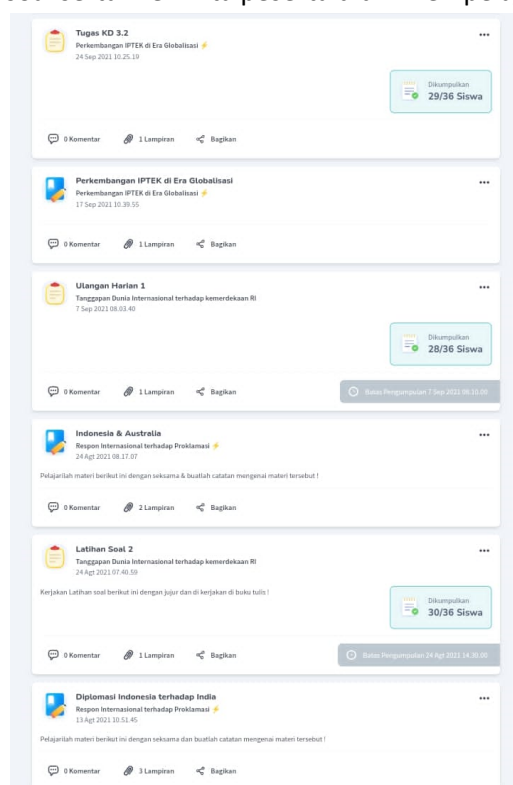 Tugas KD 3.2
Perkembangan IPTEK di Era Globalisasi ⚡
24 Sep 2021 10.25.19
Dikumpulkan
29/36 Siswa
0 Komentar 1 Lampiran Bagikan
Perkembangan IPTEK di Era Globalisasi
Perkembangan IPTEK di Era Globalisasi ⚡
17 Sep 2021 10.39.55
0 Komentar 1 Lampiran Bagikan
Ulangan Harian 1
Tanggapan Dunia Internasional terhadap kemerdekaan RI
7 Sep 2021 08.03.40
Dikumpulkan
28/36 Siswa
0 Komentar 1 Lampiran Bagikan
Batas Pengumpulan 7 Sep 2021 08.10.00
Indonesia & Australia
Respon Internasional terhadap Proklamasi ⚡
24 Agt 2021 08.17.07
Pelajarilah materi berikut ini dengan seksama & buatlah catatan mengenai materi tersebut !
0 Komentar 2 Lampiran Bagikan
Latihan Soal 2
Tanggapan Dunia Internasional terhadap kemerdekaan RI
24 Agt 2021 07.40.59
Kerjakan Latihan soal berikut ini dengan jujur dan di kerjakan di buku tulis !
Dikumpulkan
30/36 Siswa
0 Komentar 1 Lampiran Bagikan
Batas Pengumpulan 24 Agt 2021 14.30.00
Diplomasi Indonesia terhadap India
Respon Internasional terhadap Proklamasi ⚡
13 Agt 2021 10.51.45
Pelajarilah materi berikut ini dengan seksama dan buatlah catatan mengenai materi tersebut !
0 Komentar 3 Lampiran Bagikan